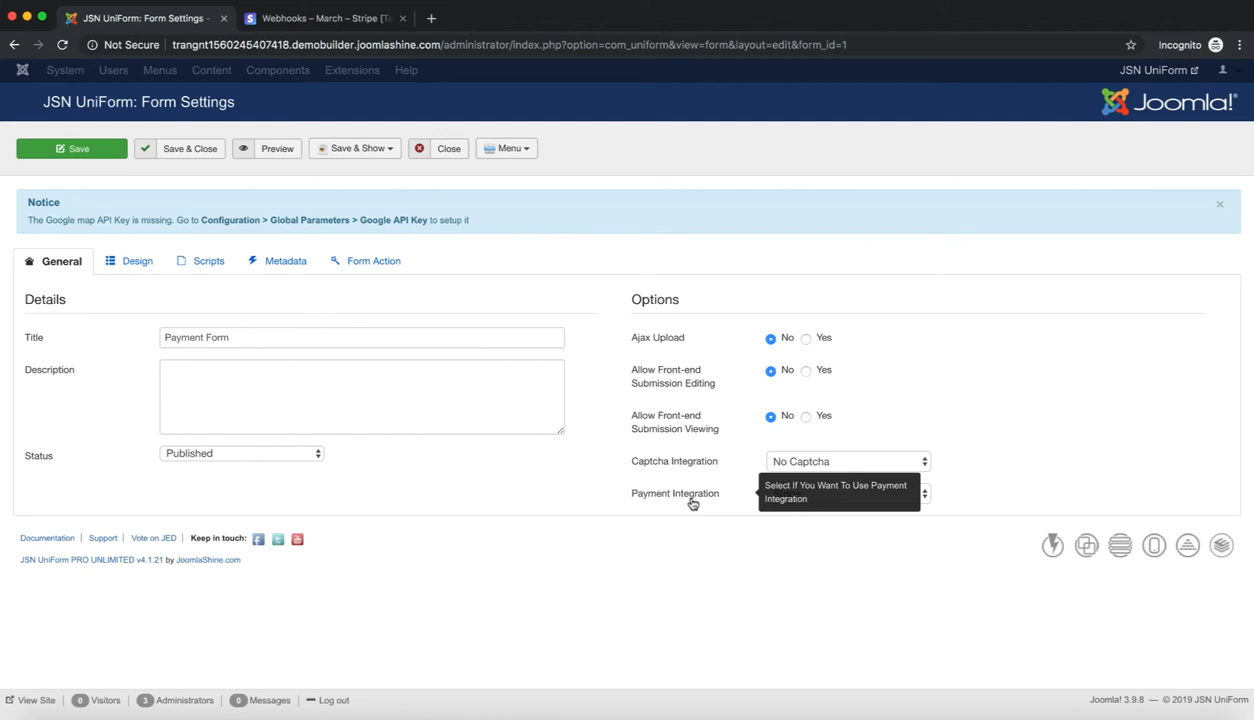 JSN UniForm: Form Settings -
Webhooks – March – Stripe [T
Not Secure
trangnt1560245407418.demobuilder.joomlashine.com/administrator/index.php?option=com_uniform&view=form&layout=edit&form_id=1
Incognito
System Users Menus Content Components Extensions Help
JSN UniForm
JSN UniForm: Form Settings
Joomla!®
Save
Save & Close
Preview
Save & Show
Close
Menu
Notice
The Google map API Key is missing. Go to Configuration > Global Parameters > Google API Key to setup it
General
Design
Scripts
Metadata
Form Action
Details
Title
Payment Form
Description
Status
Published
Options
Ajax Upload
No Yes
Allow Front-end
Submission Editing
No Yes
Allow Front-end
Submission Viewing
No Yes
Captcha Integration
No Captcha
Payment Integration
Select If You Want To Use Payment
Integration
Documentation Support Vote on JED Keep in touch:
JSN UniForm PRO UNLIMITED v4.1.21 by JoomlaShine.com
View Site 0 Visitors 3 Administrators 0 Messages Log out
Joomla! 3.9.8 — © 2019 JSN UniForm